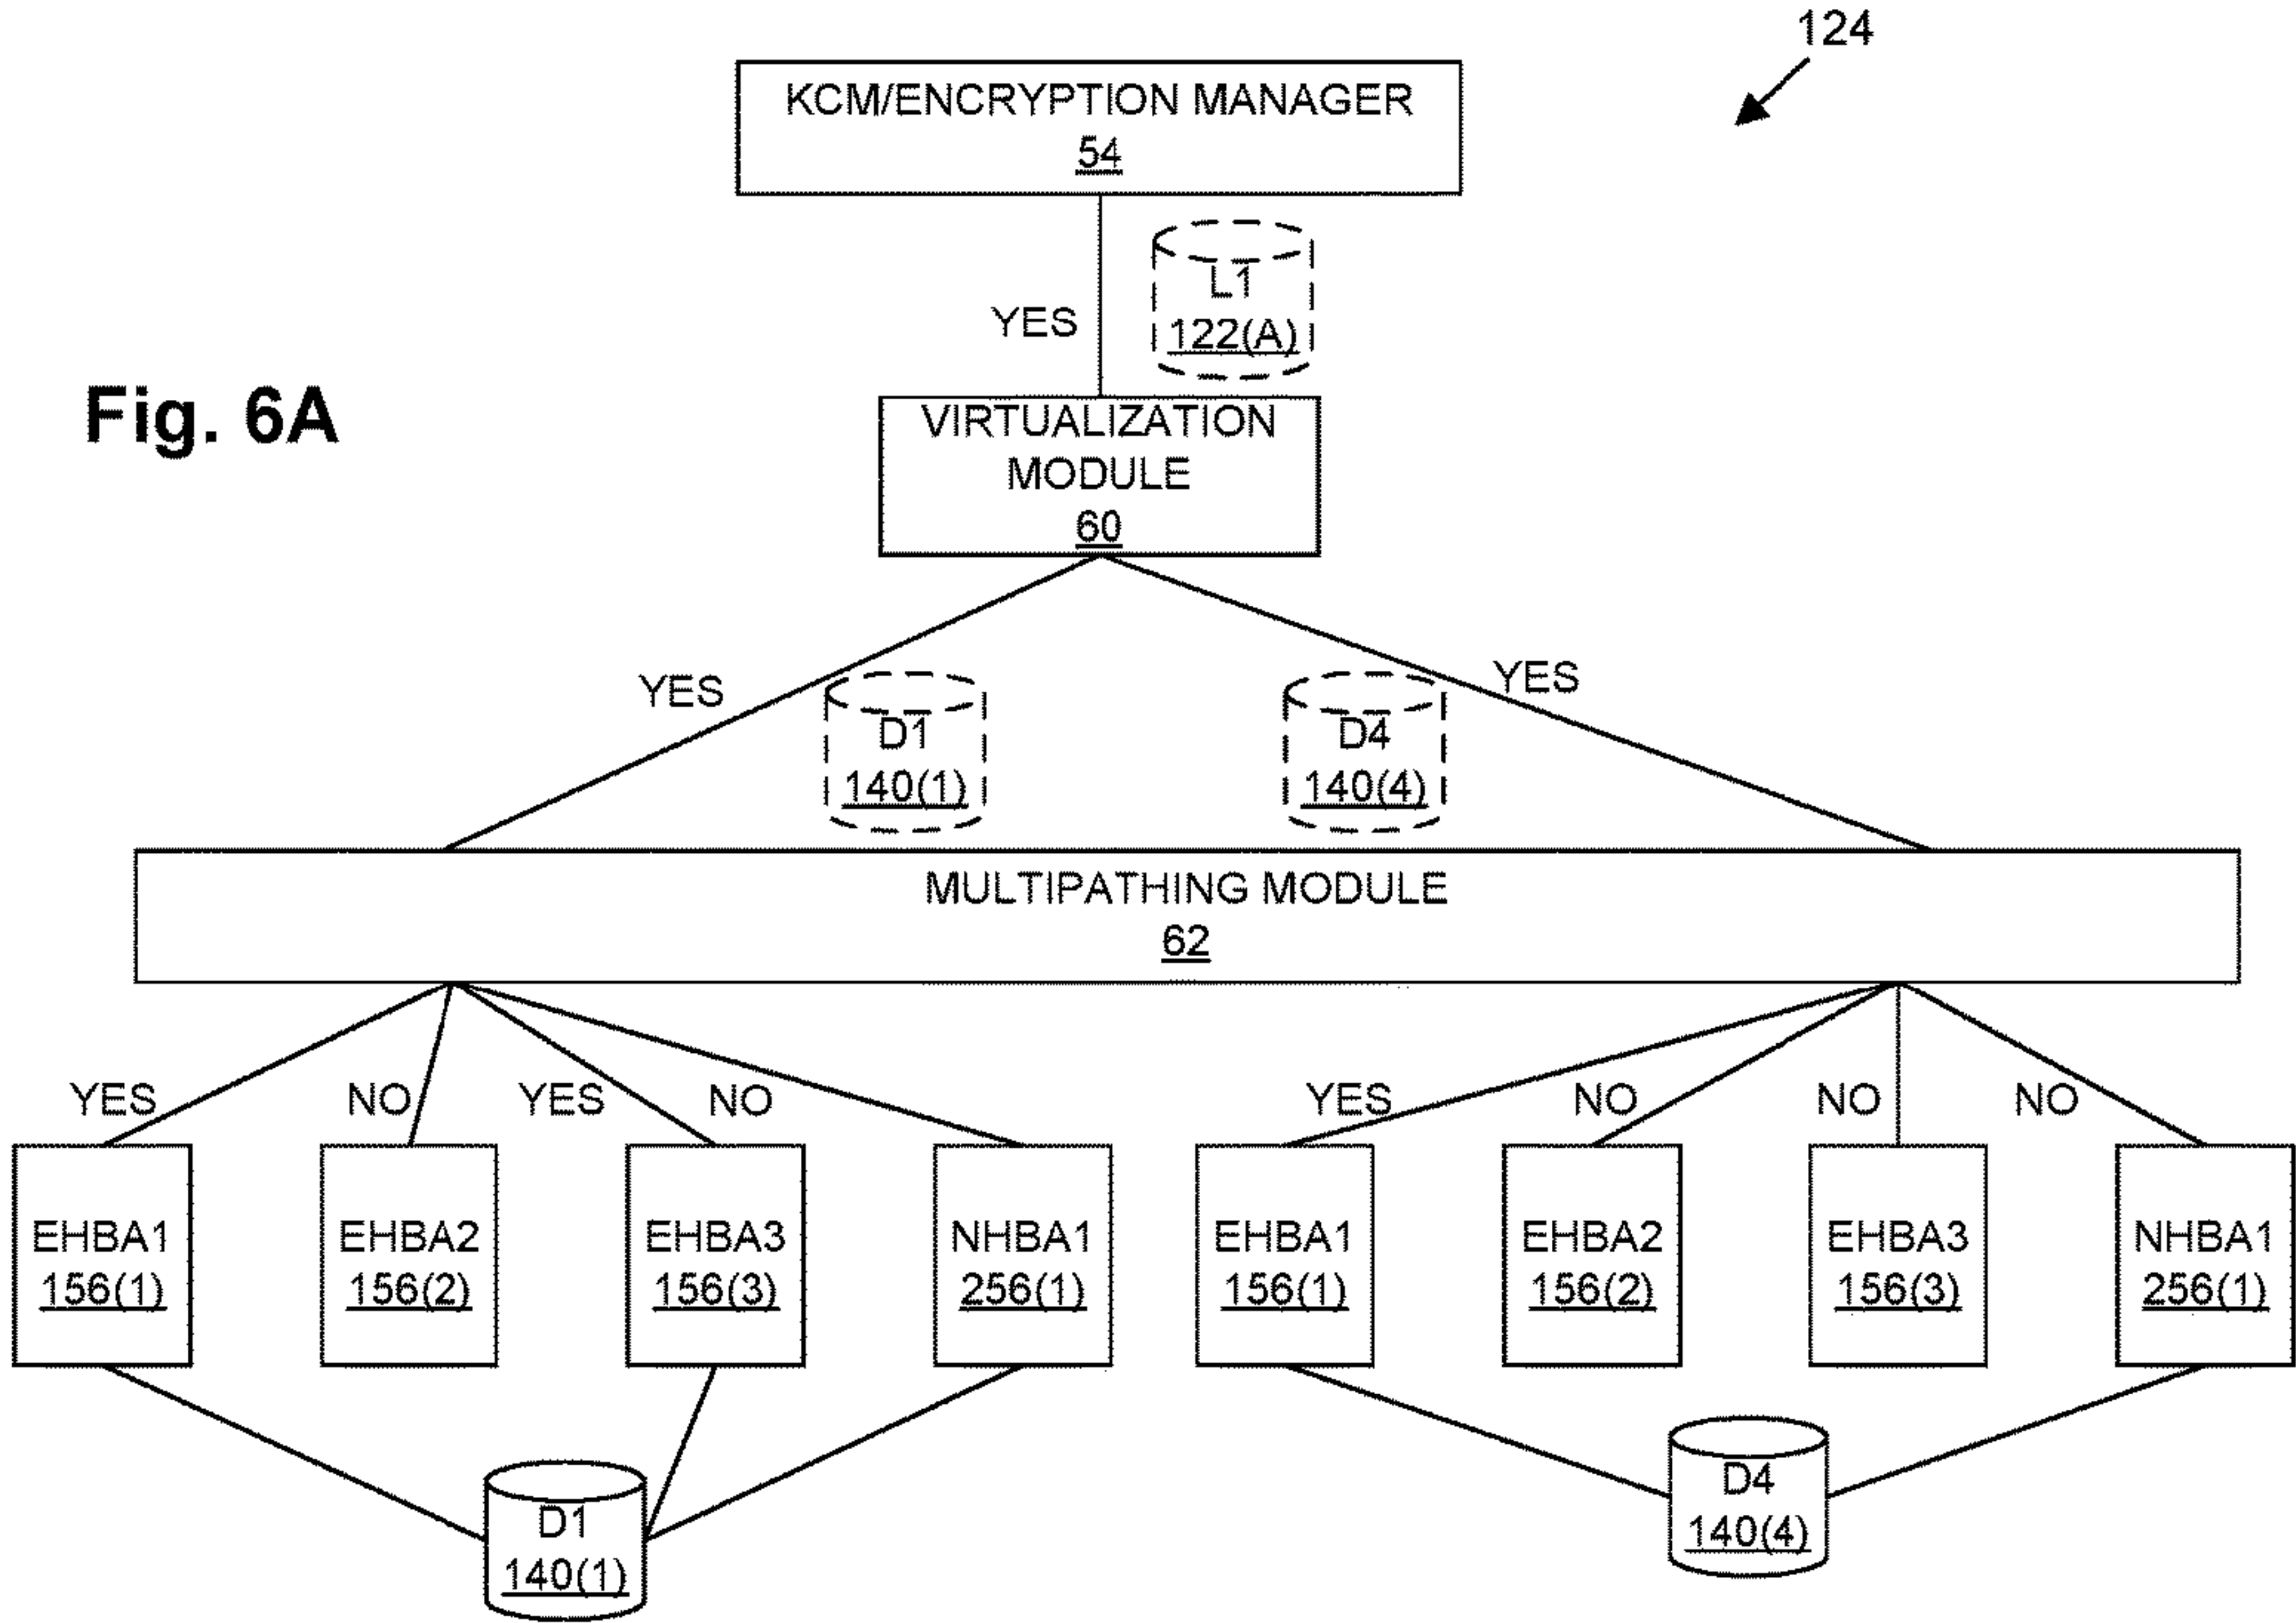 124
KCM/ENCRYPTION MANAGER
54
L1
122(A)
YES
Fig. 6A
VIRTUALIZATION
MODULE
60
YES
YES
D1
140(1)
D4
140(4)
MULTIPATHING MODULE
62
YES
NO
YES
NO
YES
NO
NO
NO
EHBA1
156(1)
EHBA2
156(2)
EHBA3
156(3)
NHBA1
256(1)
EHBA1
156(1)
EHBA2
156(2)
EHBA3
156(3)
NHBA1
256(1)
D1
140(1)
D4
140(4)